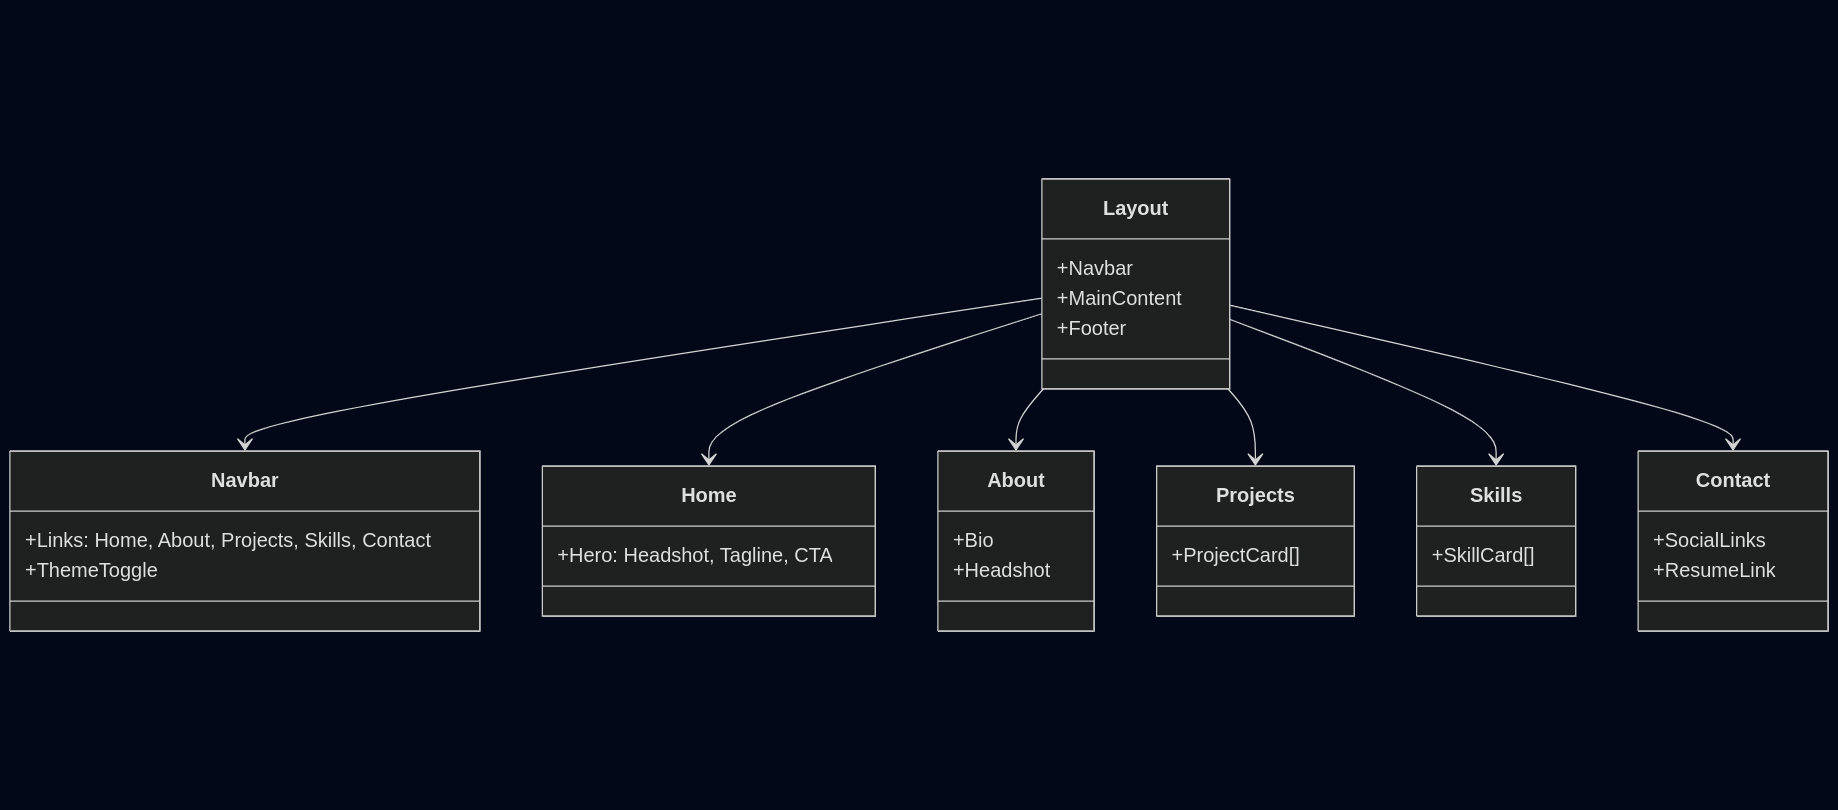 Layout
+Navbar
+MainContent
+Footer
Navbar
+Links: Home, About, Projects, Skills, Contact
+ThemeToggle
Home
+Hero: Headshot, Tagline, CTA
About
+Bio
+Headshot
Projects
+ProjectCard[]
Skills
+SkillCard[]
Contact
+SocialLinks
+ResumeLink